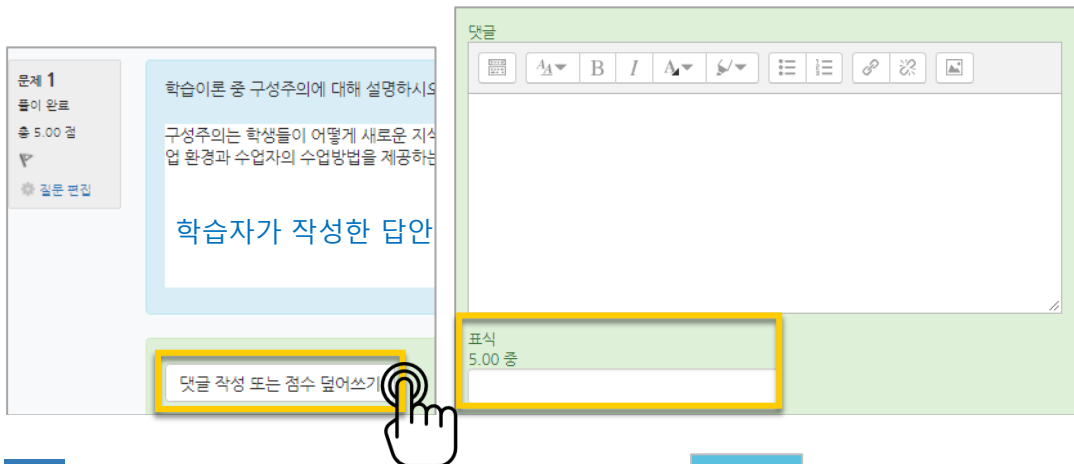 문제 1
풀이 완료
총 5.00 점
질문 편집
학습이론 중 구성주의에 대해 설명하시오
구성주의는 학생들이 어떻게 새로운 지식
업 환경과 수업자의 수업방법을 제공하는
학습자가 작성한 답안
댓글 작성 또는 점수 덮어쓰기
댓글
B I
표식
5.00 중